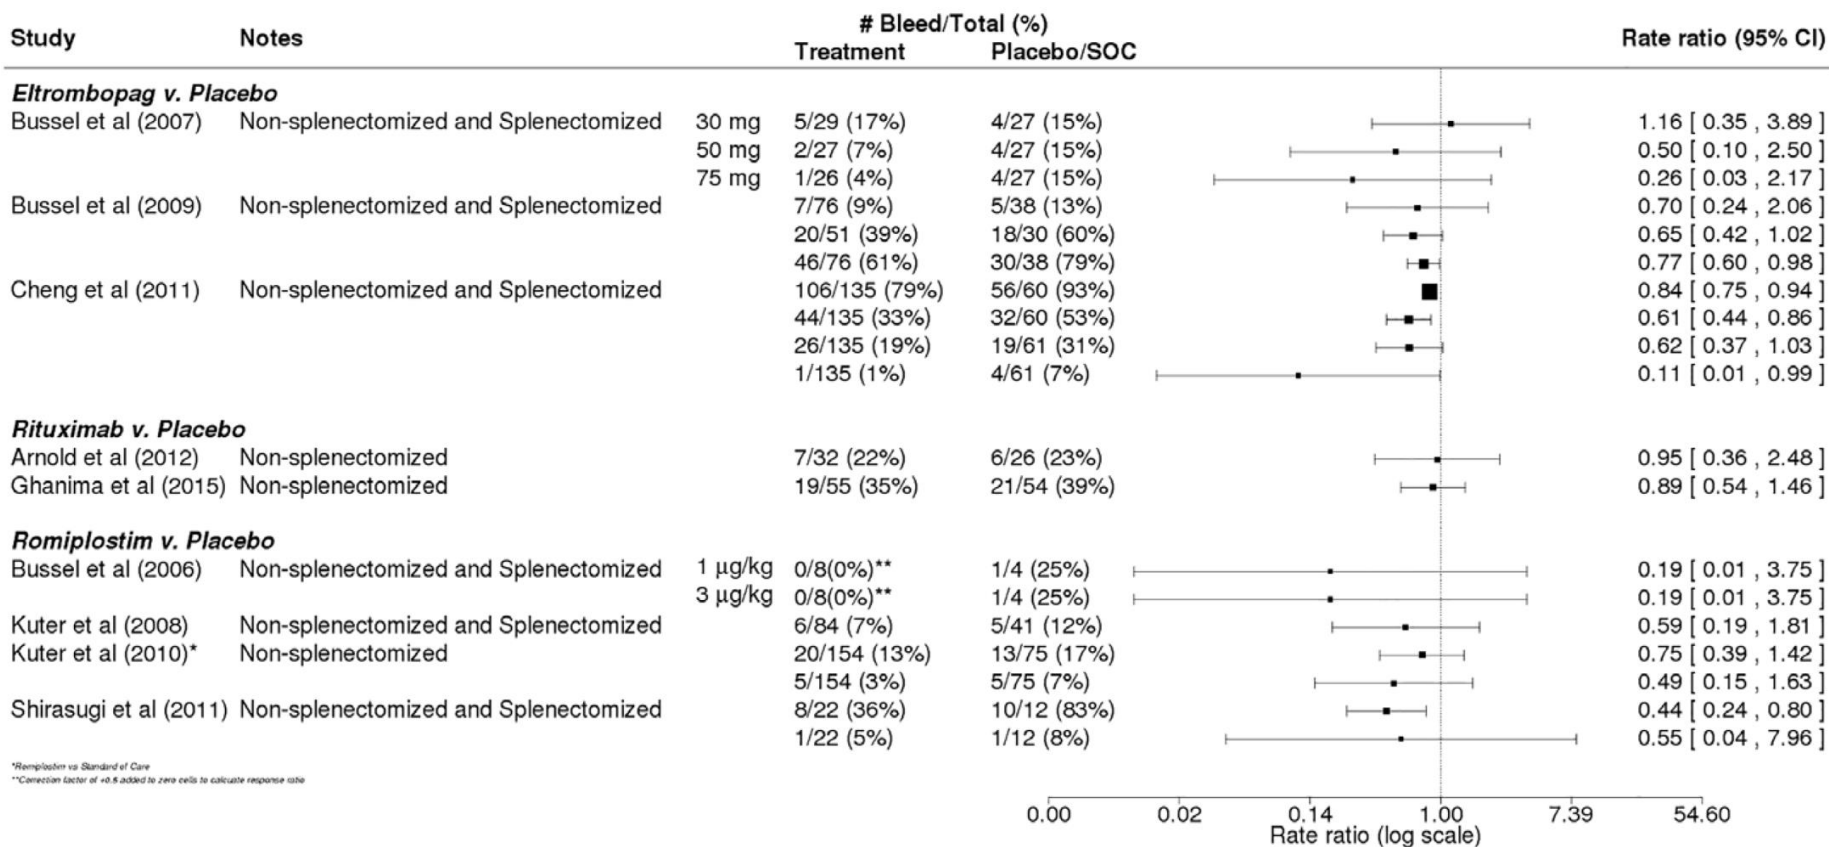 # Bleed/Total (%)
Study Notes Treatment Placebo/SOC Rate ratio (95% CI)
Eltrombopag v. Placebo
Bussel et al (2007) Non-splenectomized and Splenectomized 30 mg 5/29 (17%) 4/27 (15%) 1.16 [ 0.35 , 3.89 ]
50 mg 2/27 (7%) 4/27 (15%) 0.50 [ 0.10 , 2.50 ]
75 mg 1/26 (4%) 4/27 (15%) 0.26 [ 0.03 , 2.17 ]
Bussel et al (2009) Non-splenectomized and Splenectomized 7/76 (9%) 5/38 (13%) 0.70 [ 0.24 , 2.06 ]
20/51 (39%) 18/30 (60%) 0.65 [ 0.42 , 1.02 ]
46/76 (61%) 30/38 (79%) 0.77 [ 0.60 , 0.98 ]
Cheng et al (2011) Non-splenectomized and Splenectomized 106/135 (79%) 56/60 (93%) 0.84 [ 0.75 , 0.94 ]
44/135 (33%) 32/60 (53%) 0.61 [ 0.44 , 0.86 ]
26/135 (19%) 19/61 (31%) 0.62 [ 0.37 , 1.03 ]
1/135 (1%) 4/61 (7%) 0.11 [ 0.01 , 0.99 ]
Rituximab v. Placebo
Arnold et al (2012) Non-splenectomized 7/32 (22%) 6/26 (23%) 0.95 [ 0.36 , 2.48 ]
Ghanima et al (2015) Non-splenectomized 19/55 (35%) 21/54 (39%) 0.89 [ 0.54 , 1.46 ]
Romiplostim v. Placebo
Bussel et al (2006) Non-splenectomized and Splenectomized 1 μg/kg 0/8(0%)** 1/4 (25%) 0.19 [ 0.01 , 3.75 ]
3 μg/kg 0/8(0%)** 1/4 (25%) 0.19 [ 0.01 , 3.75 ]
Kuter et al (2008) Non-splenectomized and Splenectomized 6/84 (7%) 5/41 (12%) 0.59 [ 0.19 , 1.81 ]
Kuter et al (2010)* Non-splenectomized 20/154 (13%) 13/75 (17%) 0.75 [ 0.39 , 1.42 ]
5/154 (3%) 5/75 (7%) 0.49 [ 0.15 , 1.63 ]
Shirasugi et al (2011) Non-splenectomized and Splenectomized 8/22 (36%) 10/12 (83%) 0.44 [ 0.24 , 0.80 ]
1/22 (5%) 1/12 (8%) 0.55 [ 0.04 , 7.96 ]
*Remiplostim vs Standard of Care
**Correction factor of +0.5 added to zero cells to calcuate response ratio
0.00 0.02 0.14 1.00 7.39 54.60
Rate ratio (log scale)